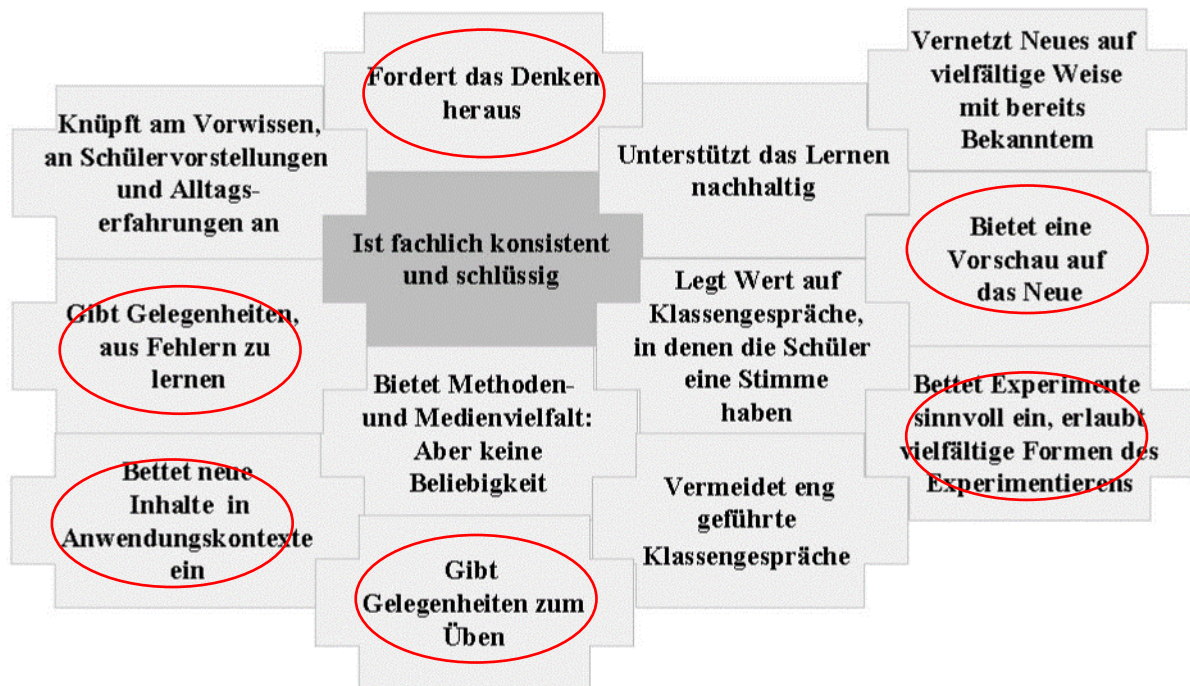 Knüpft am Vorwissen,
an Schülervorstellungen
und Alltags-
erfahrungen an
Fordert das Denken
heraus
Unterstützt das Lernen
nachhaltig
Vernetzt Neues auf
vielfältige Weise
mit bereits
Bekanntem
Gibt Gelegenheiten,
aus Fehlern zu
lernen
Ist fachlich konsistent
und schlüssig
Legt Wert auf
Klassengespräche,
in denen die Schüler
eine Stimme
haben
Bietet eine
Vorschau auf
das Neue
Bettet neue
Inhalte in
Anwendungskontexte
ein
Bietet Methoden-
und Medienvielfalt:
Aber keine
Beliebigkeit
Vermeidet eng
geführte
Klassengespräche
Bettet Experimente
sinnvoll ein, erlaubt
vielfältige Formen des
Experimentierens
Gibt
Gelegenheiten zum
Üben